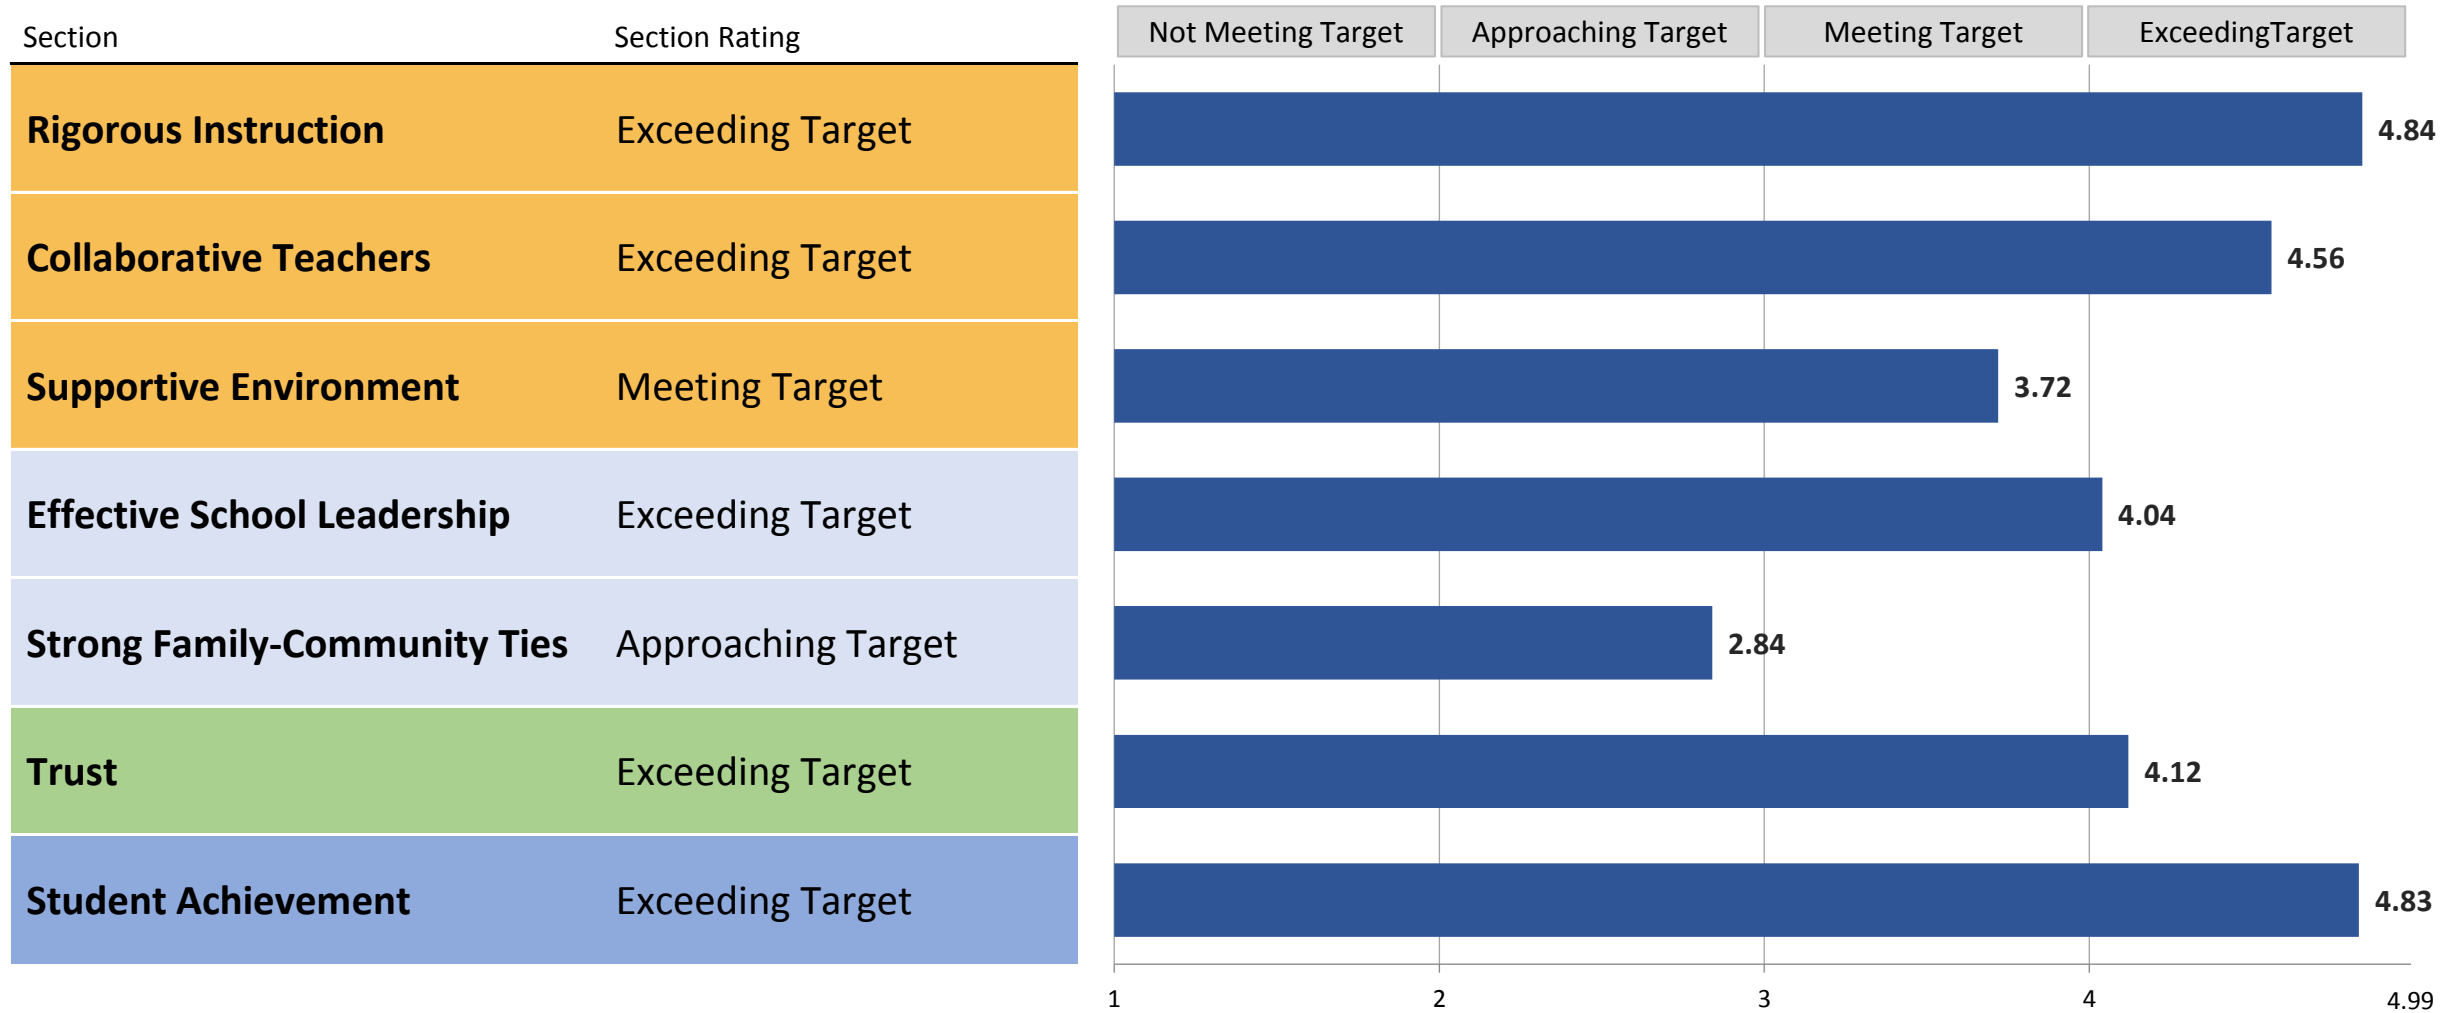 Section Section Rating Not Meeting Target Approaching Target Meeting Target ExceedingTarget
Rigorous Instruction Exceeding Target 4.84
Collaborative Teachers Exceeding Target 4.56
Supportive Environment Meeting Target 3.72
Effective School Leadership Exceeding Target 4.04
Strong Family-Community Ties Approaching Target 2.84
Trust Exceeding Target 4.12
Student Achievement Exceeding Target 4.83
1 2 3 4 4.99